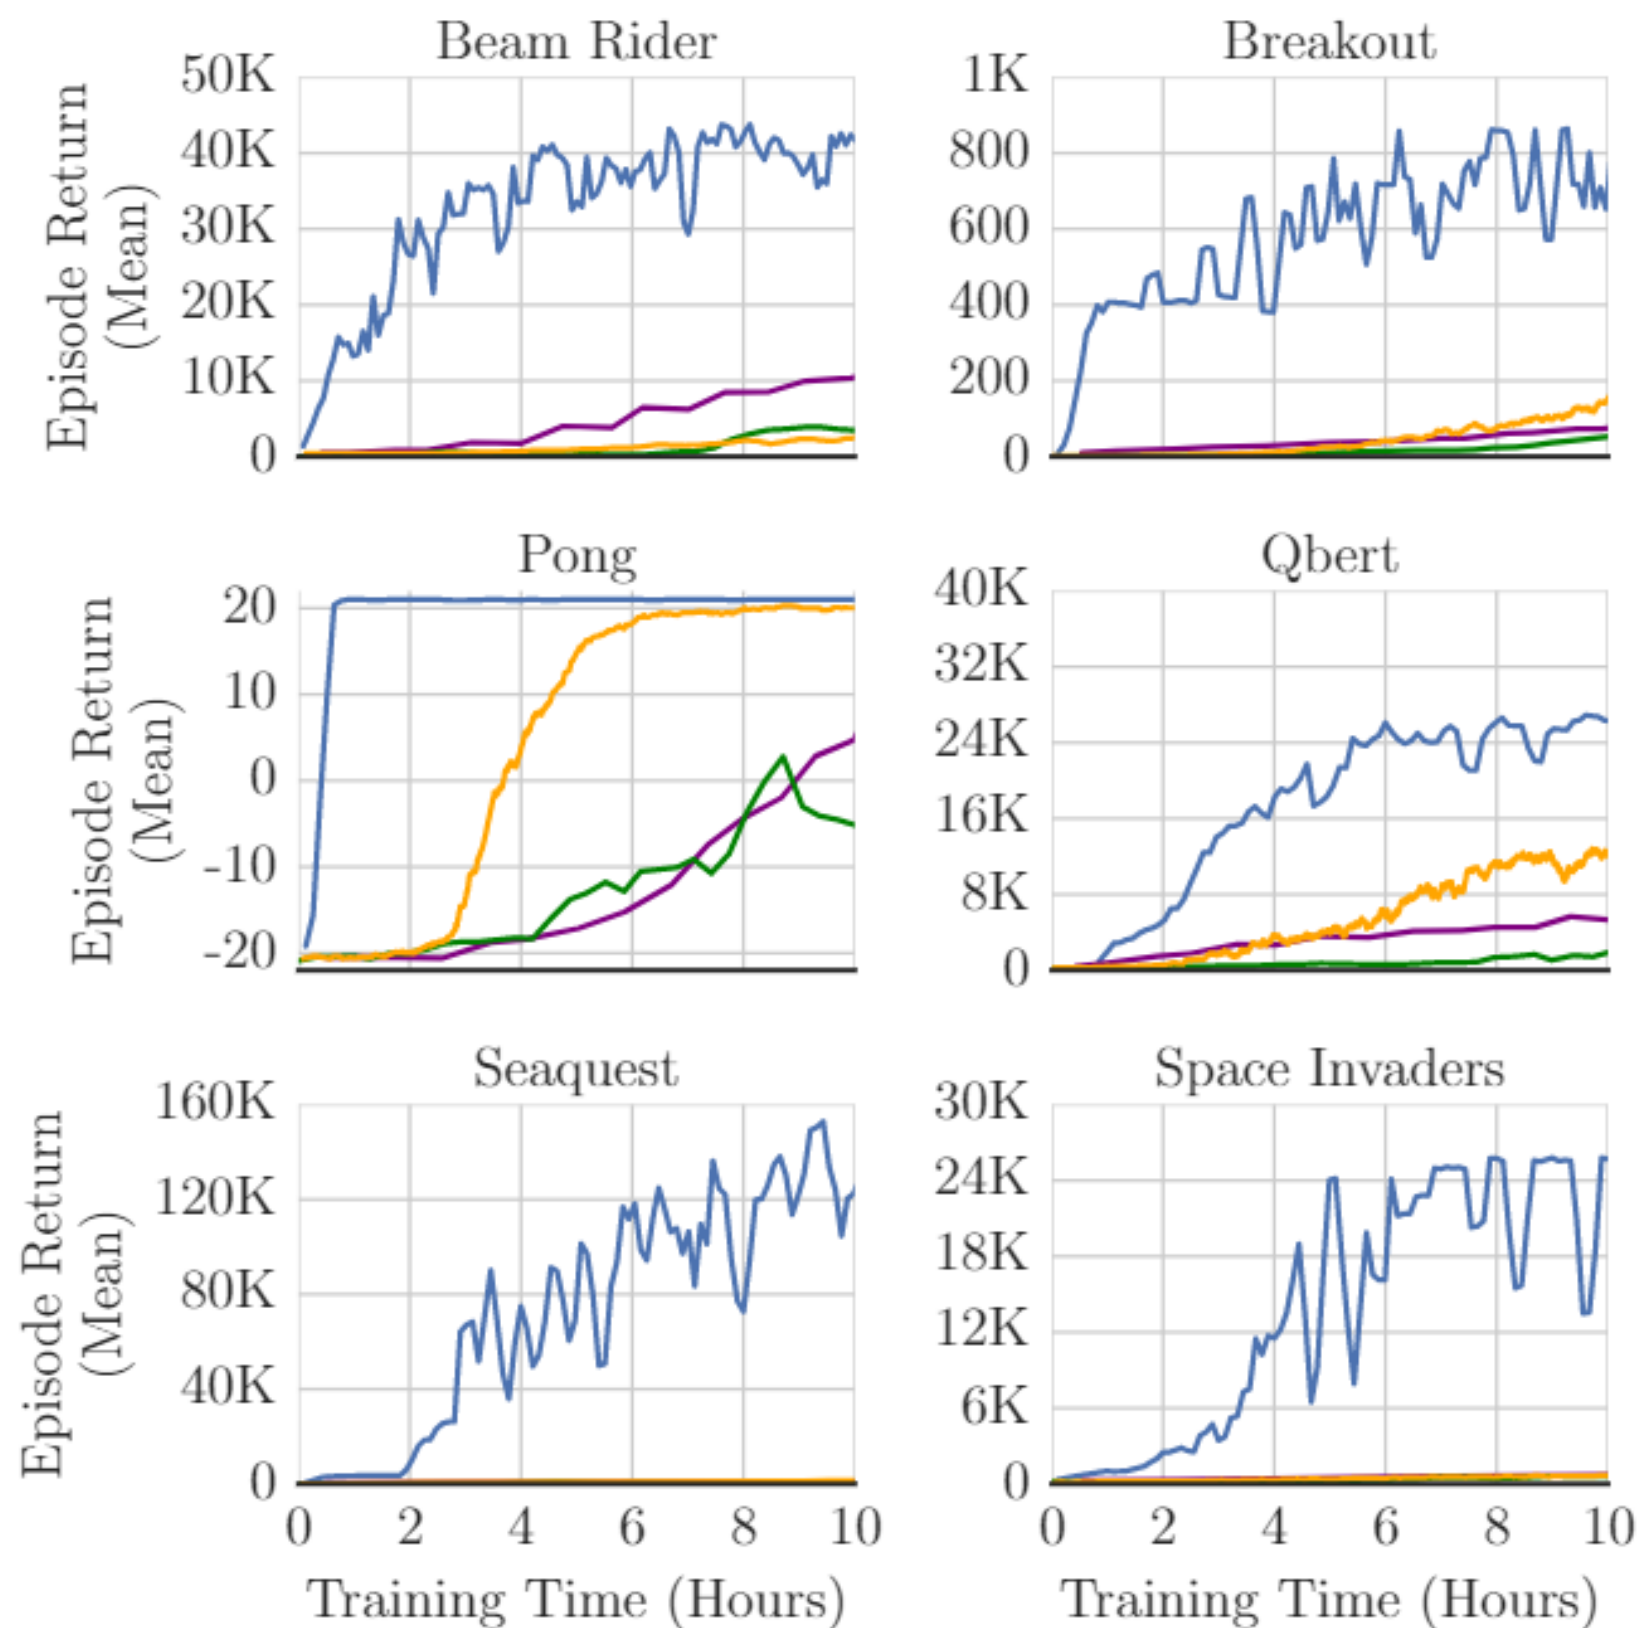 Beam Rider
Breakout
Episode Return
(Mean)
50K
40K
30K
20K
10K
0
1K
800
600
400
200
0
Pong
Qbert
Episode Return
(Mean)
20
10
0
-10
-20
40K
32K
24K
16K
8K
0
Seaquest
Space Invaders
Episode Return
(Mean)
160K
120K
80K
40K
0
30K
24K
18K
12K
6K
0
0 2 4 6 8 10
0 2 4 6 8 10
Training Time (Hours)
Training Time (Hours)